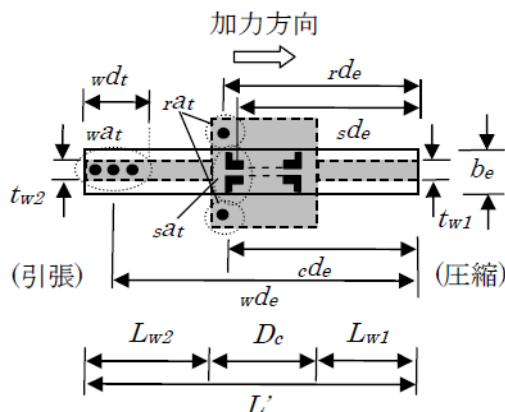 加力方向
wdt
rde
rat
wat
sde
tw2
be
sat
tw1
(引張)
cde
(圧縮)
wde
Lw2
Dc
Lw1
L'